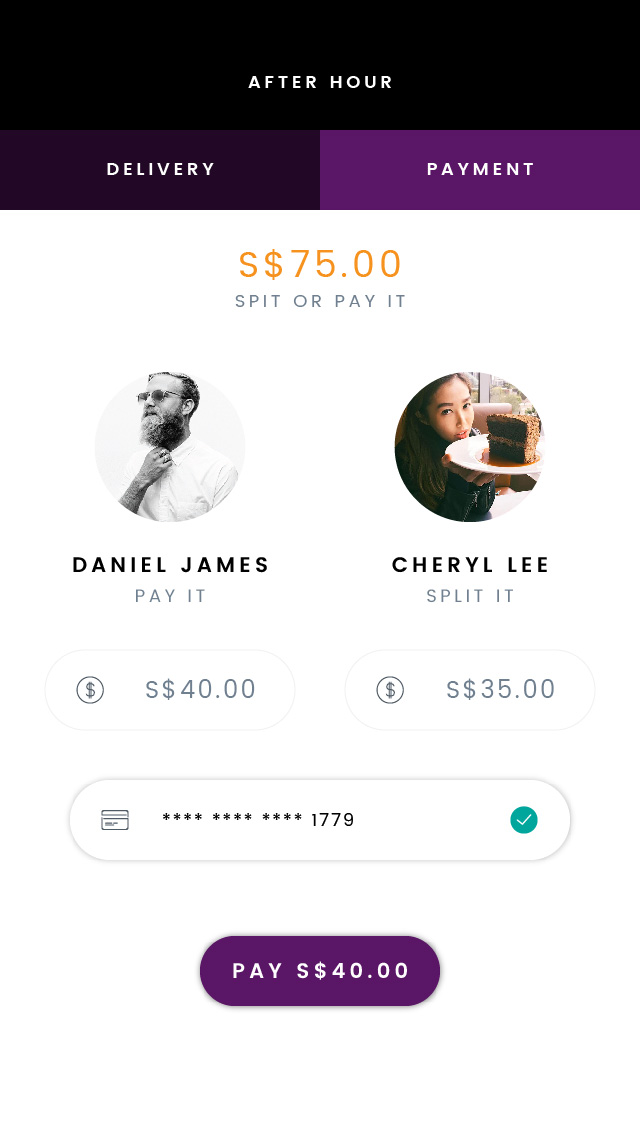 AFTER HOUR
DELIVERY
PAYMENT
S$75.00
SPIT OR PAY IT
DANIEL JAMES
PAY IT
CHERYL LEE
SPLIT IT
S$40.00
S$35.00
**** **** **** 1779
PAY S$40.00